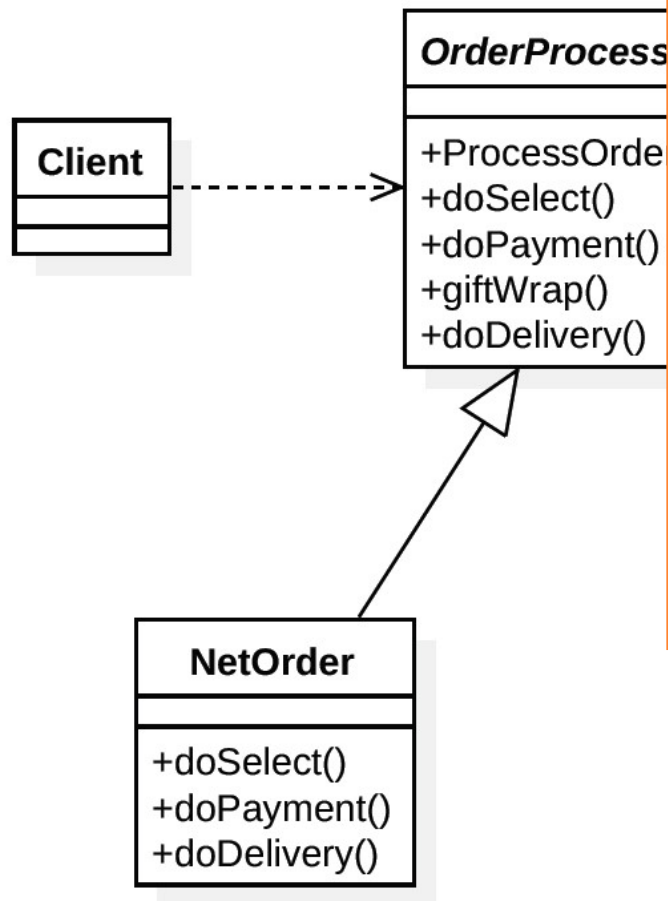 OrderProcess
Client
+ProcessOrde
+doSelect()
+doPayment()
+giftWrap()
+doDelivery()
NetOrder
+doSelect()
+doPayment()
+doDelivery()